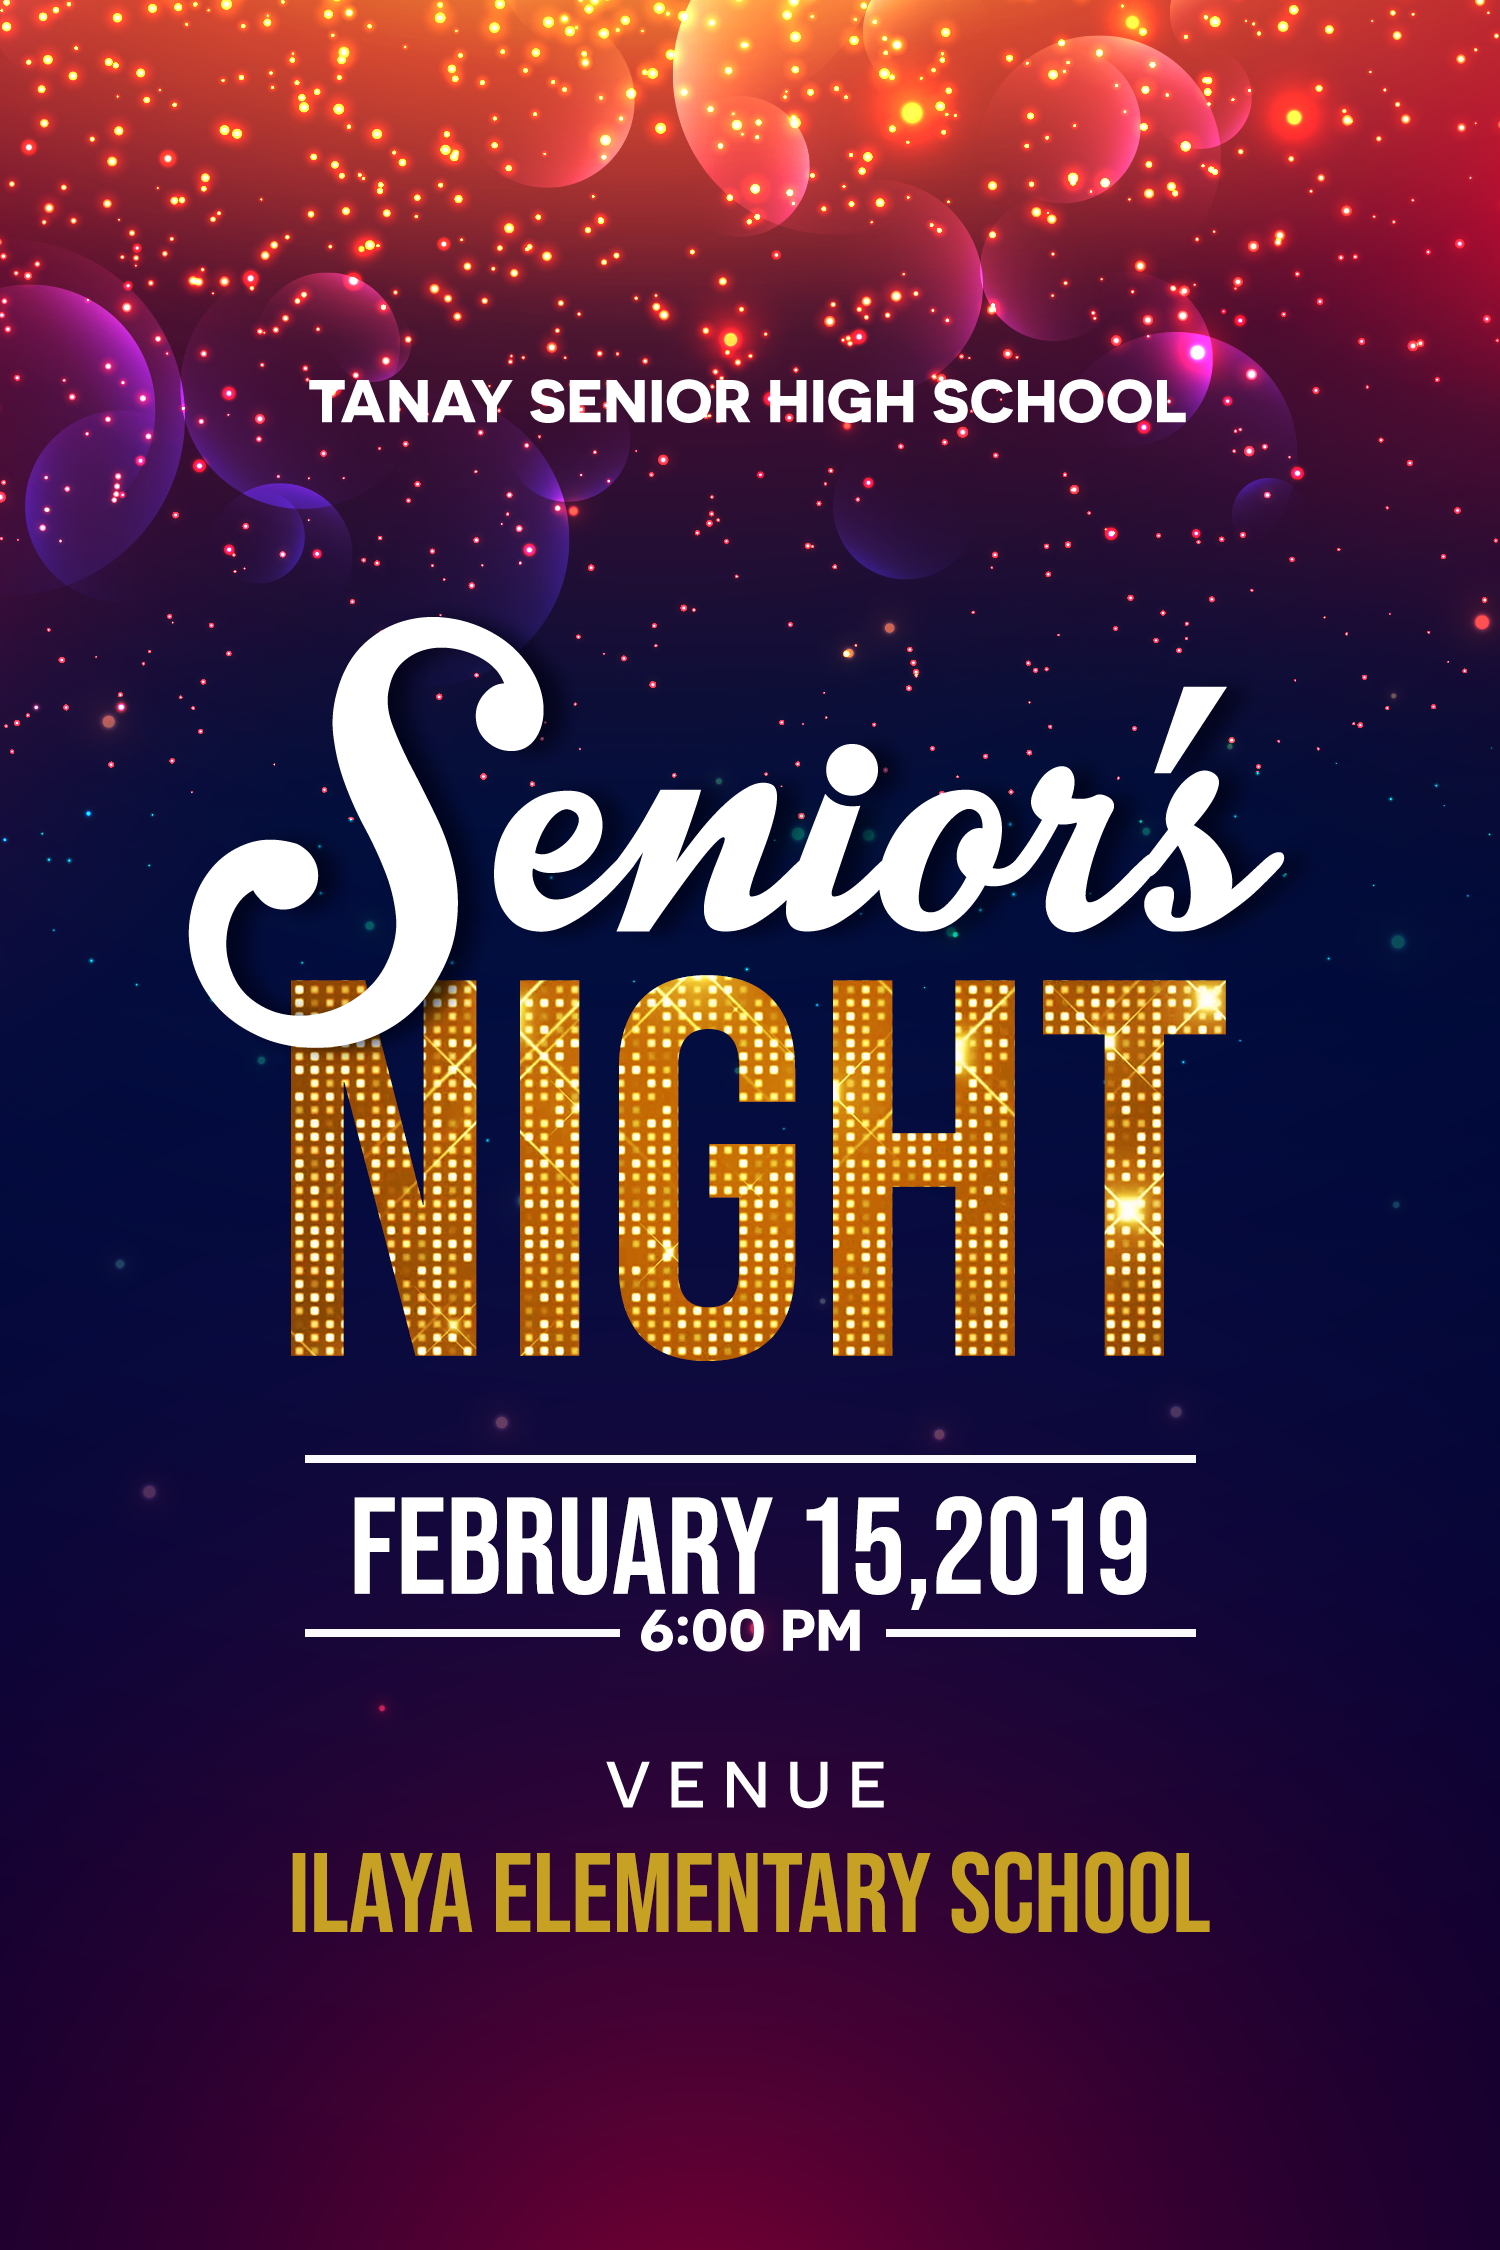 TANAY SENIOR HIGH SCHOOL
Senior's
NIGHT
FEBRUARY 15,2019
6:00 PM
VENUE
ILAYA ELEMENTARY SCHOOL